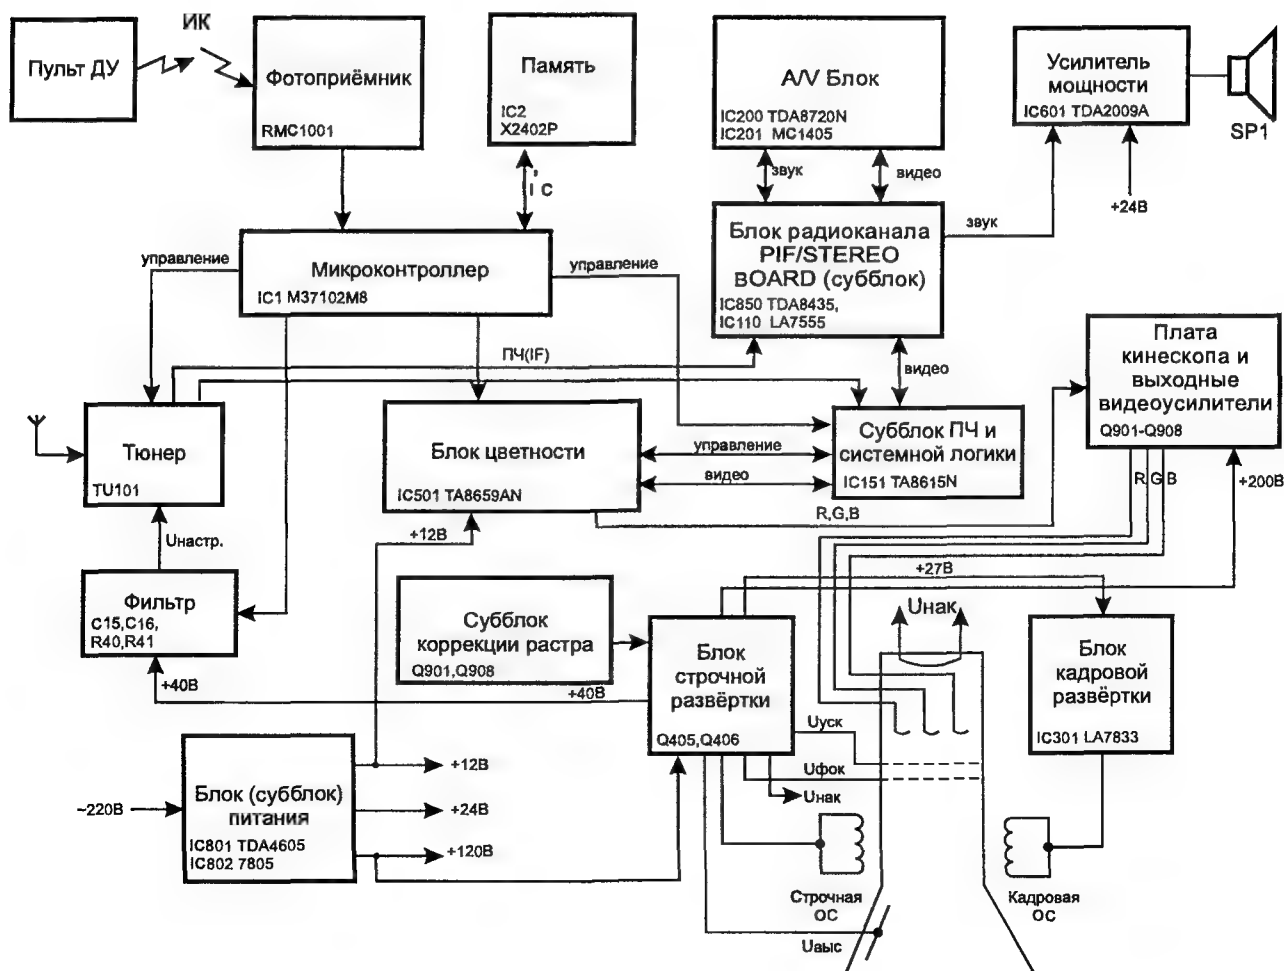 Пульт ДУ
ИК
Фотоприёмник
RMC1001
Память
IC2
X2402P
I C
A/V Блок
IC200 TDA8720N
IC201 MC1405
Усилитель
мощности
IC601 TDA2009A
SP1
+24В
звук
видео
Блок радиоканала
PIF/STEREO
BOARD (субблок)
IC850 TDA8435,
IC110 LA7555
звук
управление
Микроконтроллер
IC1 M37102M8
управление
ПЧ(IF)
видео
Плата
кинескопа и
выходные
видеоусилители
Q901-Q908
Тюнер
TU101
Блок цветности
IC501 TA8659AN
управление
видео
Субблок ПЧ и
системной логики
IC151 TA8615N
R,G,B
R G B
+200В
Uнастр.
+12В
+27В
Фильтр
C15,C16,
R40,R41
Субблок
коррекции растра
Q901,Q908
Блок
строчной
развёртки
Q405,Q406
Uнак
Блок
кадровой
развёртки
IC301 LA7833
+40В
+40В
Uуск
Uфок
Uнак
~220В
Блок (субблок)
питания
IC801 TDA4605
IC802 7805
+12В
+24В
+120В
Строчная
ОС
Кадровая
ОС
Uвыс